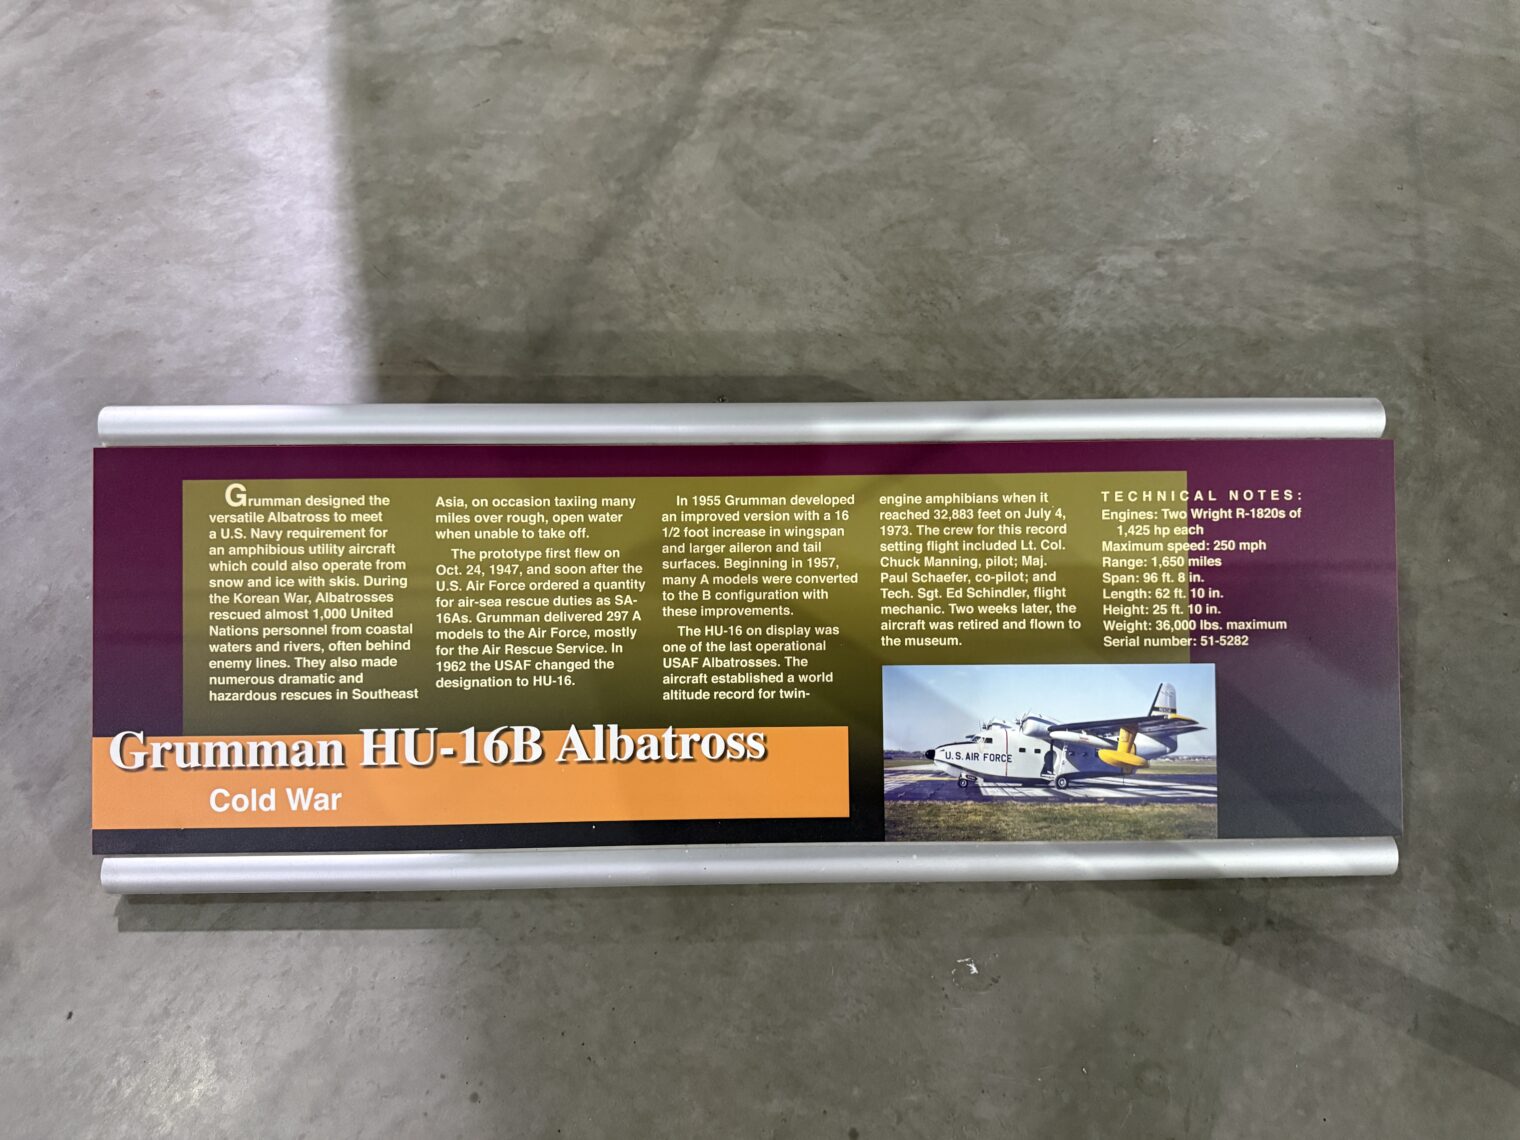 Grumman designed the
versatile Albatross to meet
a U.S. Navy requirement for
an amphibious utility aircraft
which could also operate from
snow and ice with skis. During
the Korean War, Albatrosses
rescued almost 1,000 United
Nations personnel from coastal
waters and rivers, often behind
enemy lines. They also made
numerous dramatic and
hazardous rescues in Southeast
Asia, on occasion taxiing many
miles over rough, open water
when unable to take off.
The prototype first flew on
Oct. 24, 1947, and soon after the
U.S. Air Force ordered a quantity
for air-sea rescue duties as SA-
16As. Grumman delivered 297 A
models to the Air Force, mostly
for the Air Rescue Service. In
1962 the USAF changed the
designation to HU-16.
In 1955 Grumman developed
an improved version with a 16
1/2 foot increase in wingspan
and larger aileron and tail
surfaces. Beginning in 1957,
many A models were converted
to the B configuration with
these improvements.
The HU-16 on display was
one of the last operational
USAF Albatrosses. The
aircraft established a world
altitude record for twin-
engine amphibians when it
reached 32,883 feet on July 4,
1973. The crew for this record
setting flight included Lt. Col.
Chuck Manning, pilot; Maj.
Paul Schaefer, co-pilot; and
Tech. Sgt. Ed Schindler, flight
mechanic. Two weeks later, the
aircraft was retired and flown to
the museum.
TECHNICAL NOTES:
Engines: Two Wright R-1820s of
1,425 hp each
Maximum speed: 250 mph
Range: 1,650 miles
Span: 96 ft. 8 in.
Length: 62 ft. 10 in.
Height: 25 ft. 10 in.
Weight: 36,000 lbs. maximum
Serial number: 51-5282
U.S. AIR FORCE
Grumman HU-16B Albatross
Cold War